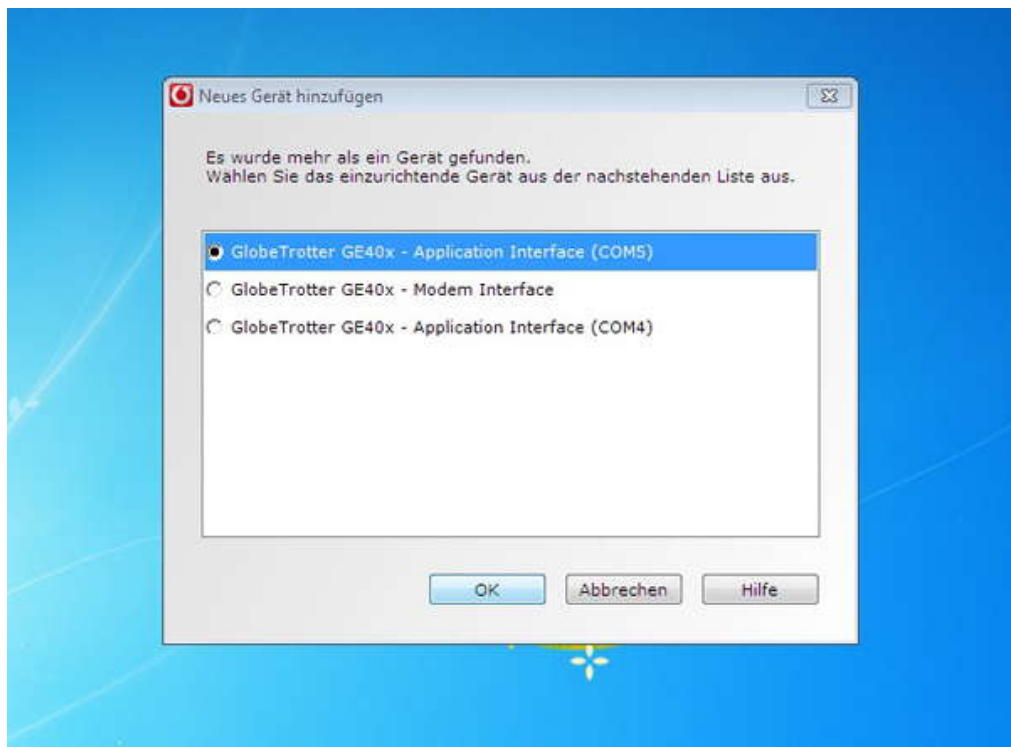 Neues Gerät hinzufügen
Es wurde mehr als ein Gerät gefunden.
Wählen Sie das einzurichtende Gerät aus der nachstehenden Liste aus.
GlobeTrotter GE40x - Application Interface (COM5)
GlobeTrotter GE40x - Modem Interface
GlobeTrotter GE40x - Application Interface (COM4)
OK Abbrechen Hilfe